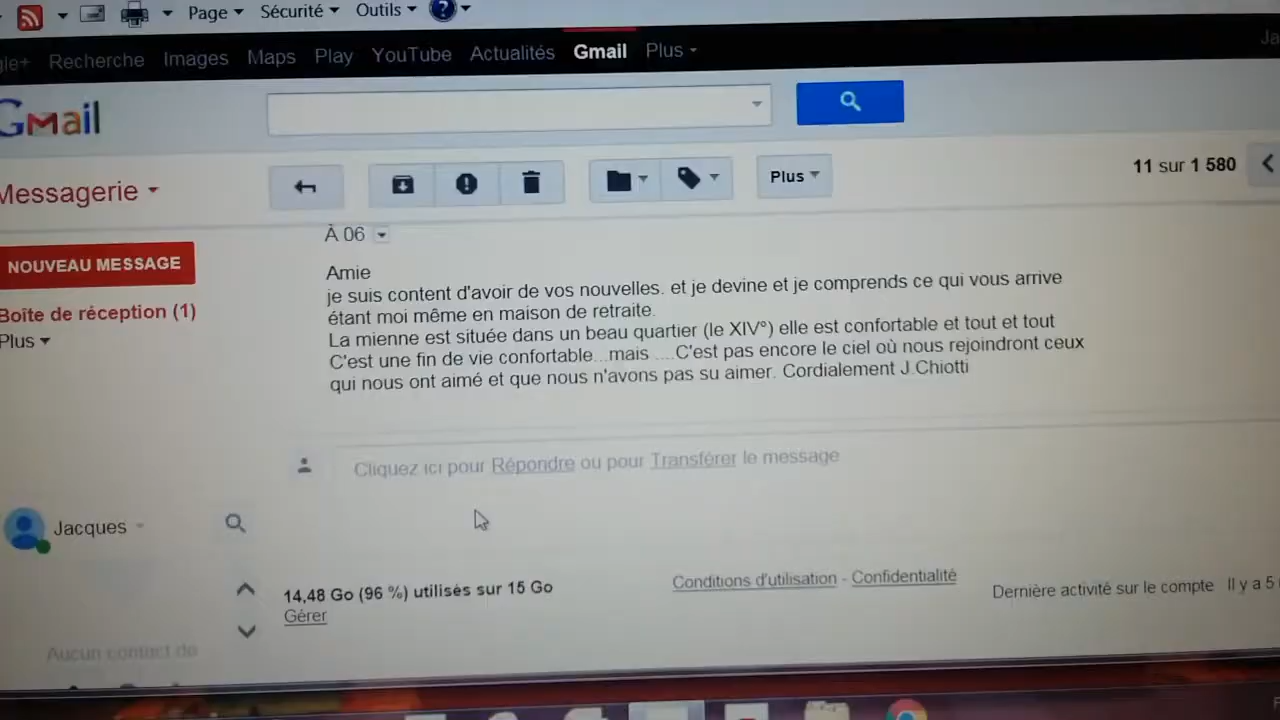 Page Sécurité Outils ?
Recherche Images Maps Play YouTube Actualités Gmail Plus
Gmail
Messagerie Plus 11 sur 1 580
À 06
NOUVEAU MESSAGE
Boîte de réception (1)
Plus
Amie
je suis content d'avoir de vos nouvelles. et je devine et je comprends ce qui vous arrive
étant moi même en maison de retraite.
La mienne est située dans un beau quartier (le XIV°) elle est confortable et tout et tout
C'est une fin de vie confortable...mais ....C'est pas encore le ciel où nous rejoindront ceux
qui nous ont aimé et que nous n'avons pas su aimer. Cordialement J.Chiotti
Cliquez ici pour Répondre ou pour Transférer le message
Jacques
14,48 Go (96 %) utilisés sur 15 Go
Gérer
Conditions d'utilisation - Confidentialité
Dernière activité sur le compte Il y a 5
Aucun contact de